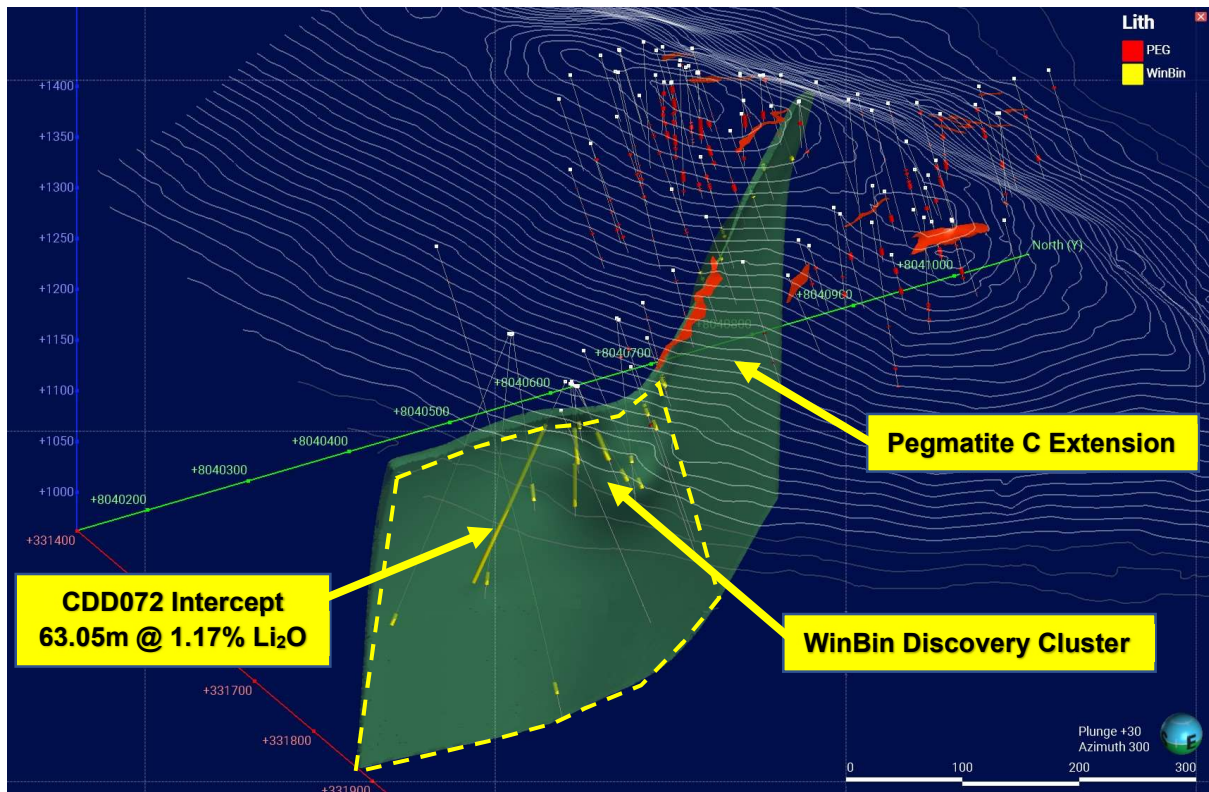 Lith
PEG
WinBin
+1400
+1350
+1300
+1250
+1200
+1150
+1100
+1050
+1000
North (Y)
+8041000
+8040900
+8040800
+8040700
+8040600
+8040500
+8040400
+8040300
+8040200
+331400
+331700
+331800
+331900
Pegmatite C Extension
CDD072 Intercept
63.05m @ 1.17% Li₂O
WinBin Discovery Cluster
Plunge +30
Azimuth 300
E
0 100 200 300